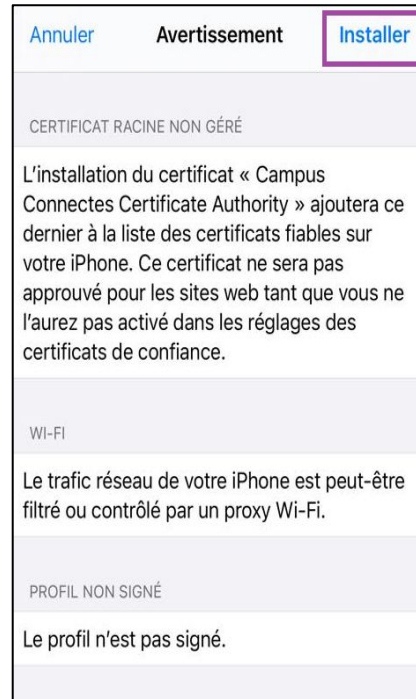 Annuler Avertissement Installer
CERTIFICAT RACINE NON GÉRÉ
L'installation du certificat « Campus
Connectes Certificate Authority » ajoutera ce
dernier à la liste des certificats fiables sur
votre iPhone. Ce certificat ne sera pas
approuvé pour les sites web tant que vous ne
l'aurez pas activé dans les réglages des
certificats de confiance.
WI-FI
Le trafic réseau de votre iPhone est peut-être
filtré ou contrôlé par un proxy Wi-Fi.
PROFIL NON SIGNÉ
Le profil n'est pas signé.